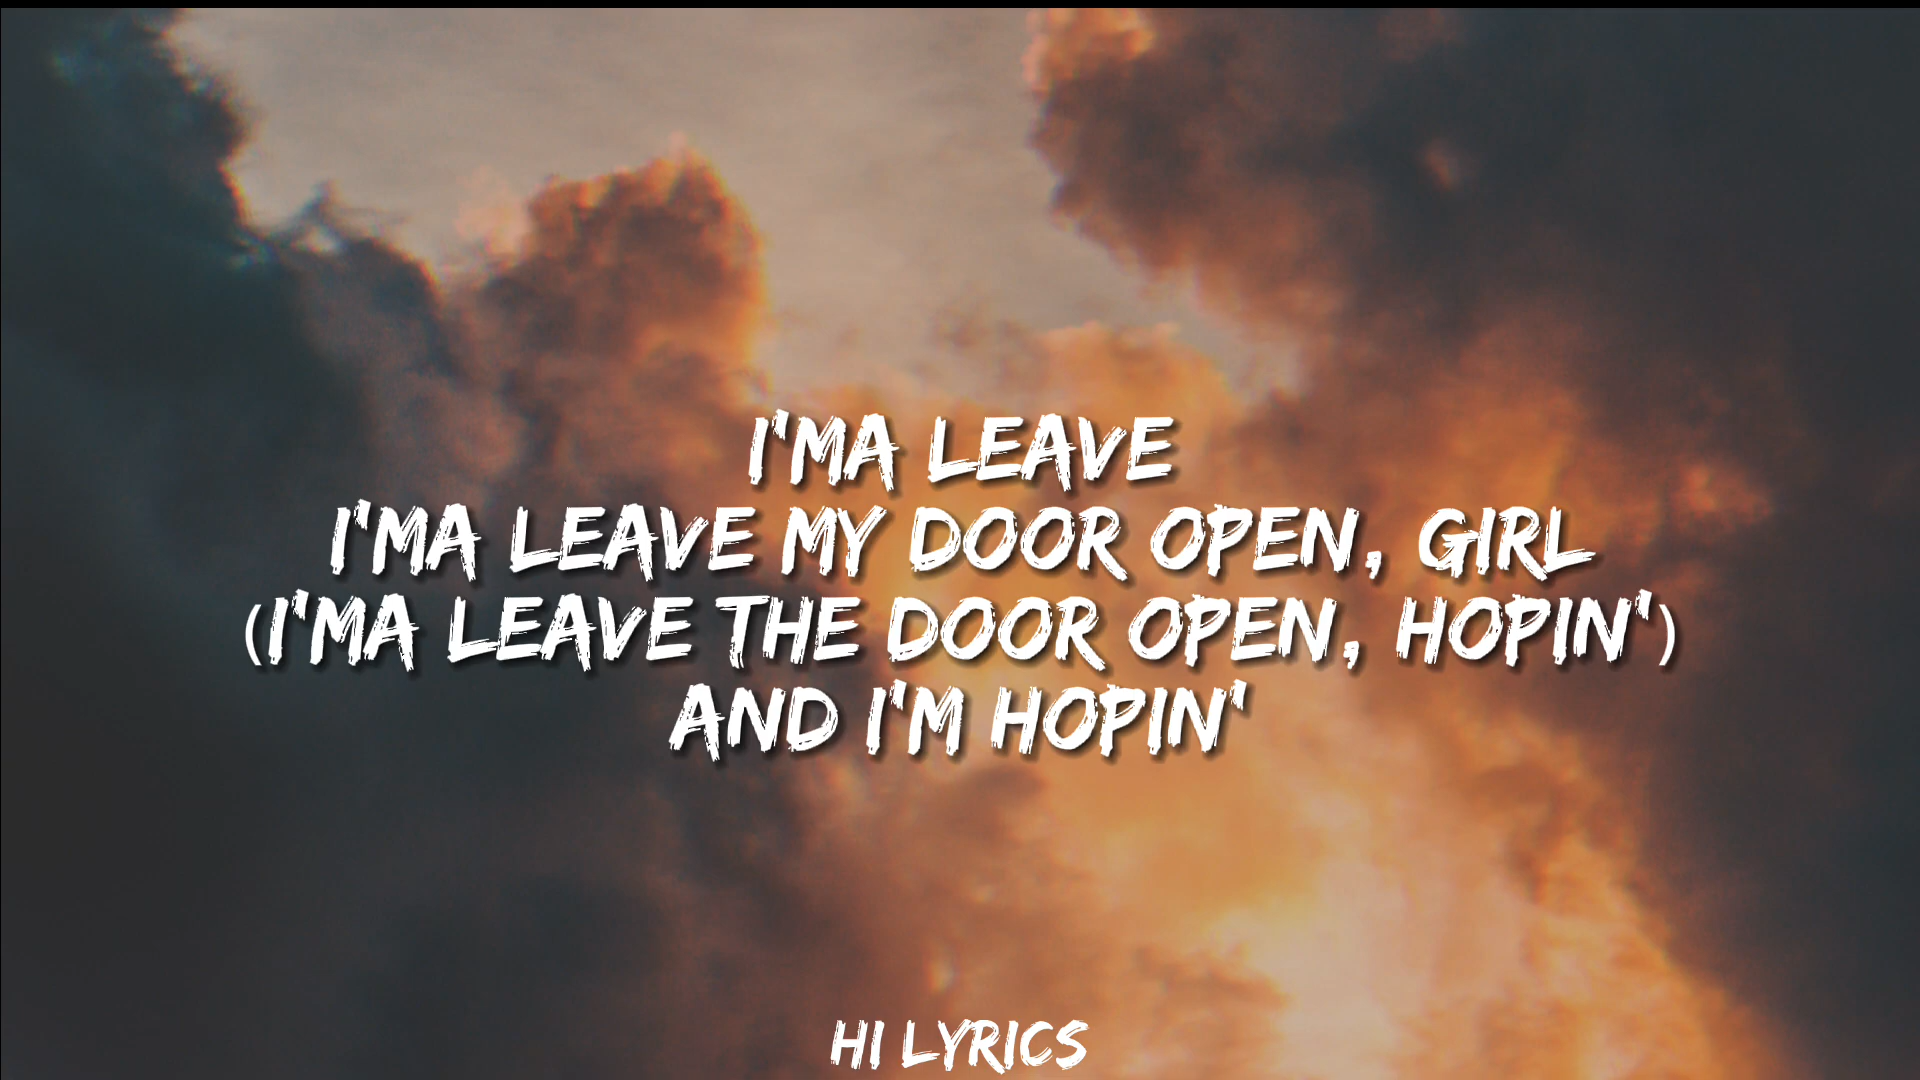 I'MA LEAVE
I'MA LEAVE MY DOOR OPEN, GIRL
(I'MA LEAVE THE DOOR OPEN, HOPIN')
AND I'M HOPIN'
HI LYRICS